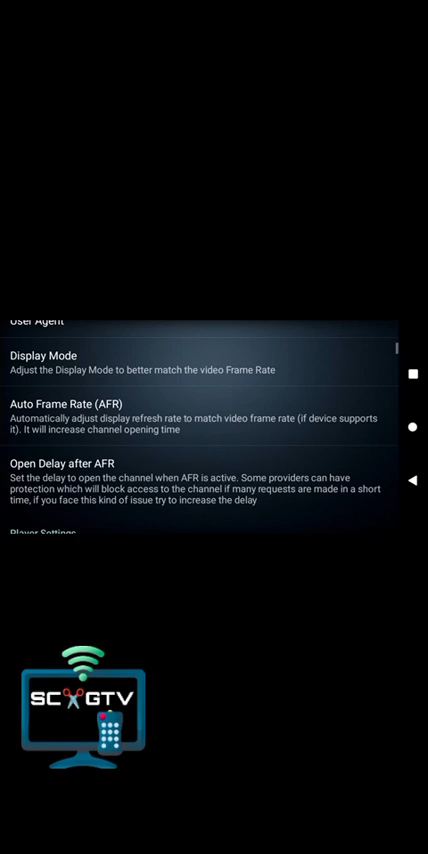 User Agent
Display Mode
Adjust the Display Mode to better match the video Frame Rate
Auto Frame Rate (AFR)
Automatically adjust display refresh rate to match video frame rate (if device supports
it). It will increase channel opening time
Open Delay after AFR
Set the delay to open the channel when AFR is active. Some providers can have
protection which will block access to the channel if many requests are made in a short
time, if you face this kind of issue try to increase the delay
Player Settings
SC GTV